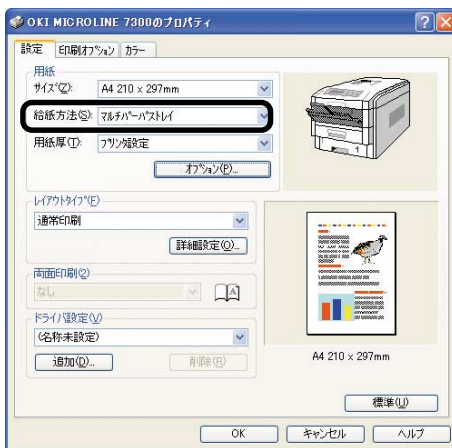 OKI MICROLINE 7300のプロパティ
設定 印刷オプション カラー
用紙
サイズ(Z): A4 210 x 297mm
給紙方法(S): マルチパーパストレイ
用紙厚(T): プリンタ設定
オプション(P)...
レイアウトタイプ(E)
通常印刷
詳細設定(O)...
両面印刷(2)
なし
ドライバ設定(V)
(名称未設定)
追加(D)... 削除(R)
A4 210 x 297mm
標準(U)
OK キャンセル ヘルプ